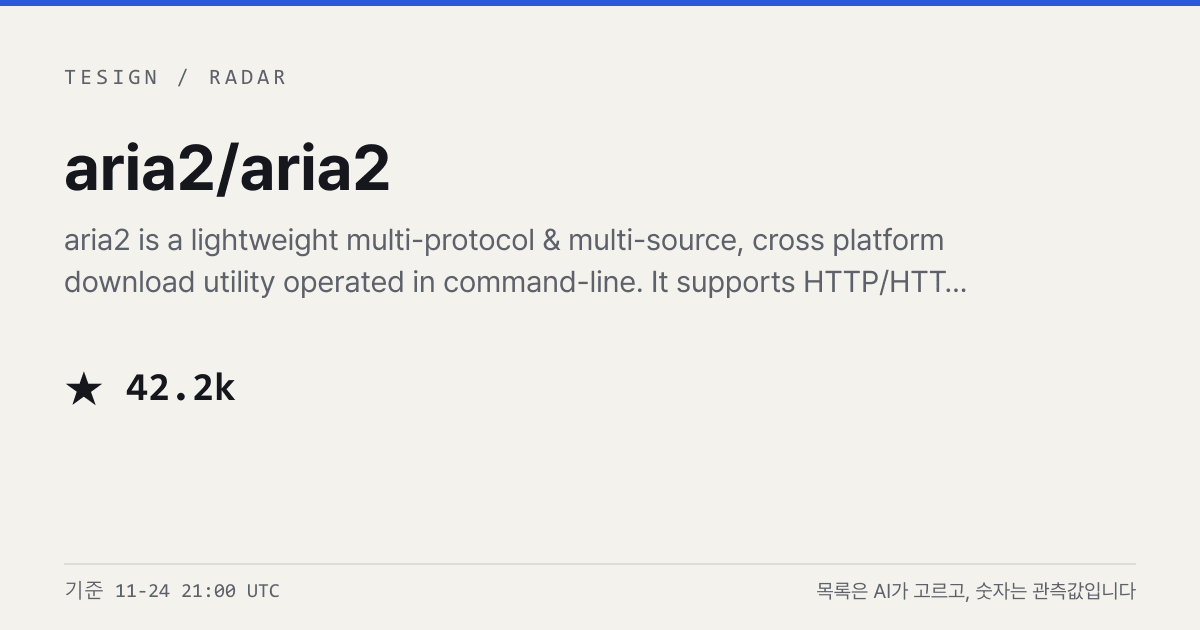 TESIGN / RADAR
aria2/aria2
aria2 is a lightweight multi-protocol & multi-source, cross platform
download utility operated in command-line. It supports HTTP/HTT...
★ 42.2k
기준 11-24 21:00 UTC
목록은 AI가 고르고, 숫자는 관측값입니다